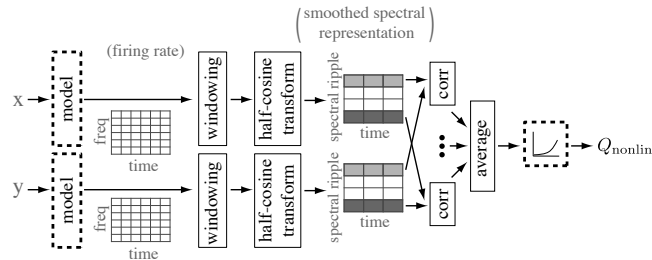 (smoothed spectral
representation)
(firing rate)
x
model
freq
time
windowing
half-cosine
transform
spectral ripple
time
corr
average
Qnonlin
y
model
freq
time
windowing
half-cosine
transform
spectral ripple
time
corr